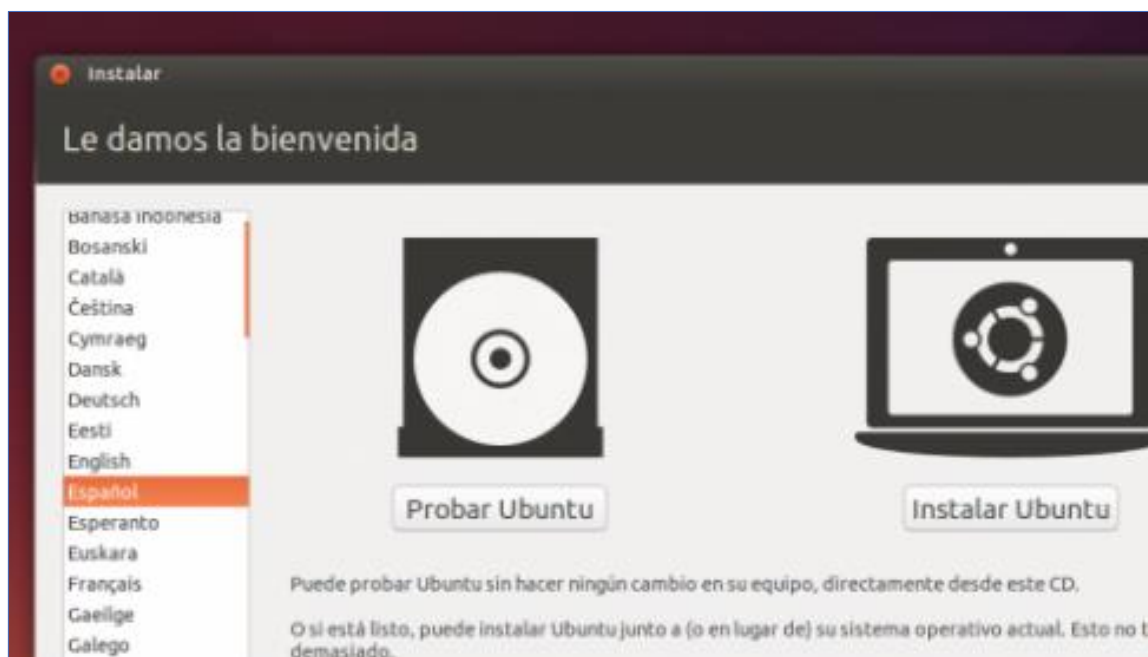 Instalar
Le damos la bienvenida
Bahasa Indonesia
Bosanski
Català
Čeština
Cymraeg
Dansk
Deutsch
Eesti
English
Español
Esperanto
Euskara
Français
Gaeilge
Galego
Probar Ubuntu
Instalar Ubuntu
Puede probar Ubuntu sin hacer ningún cambio en su equipo, directamente desde este CD.
O si está listo, puede instalar Ubuntu junto a (o en lugar de) su sistema operativo actual. Esto no t
demasiado.